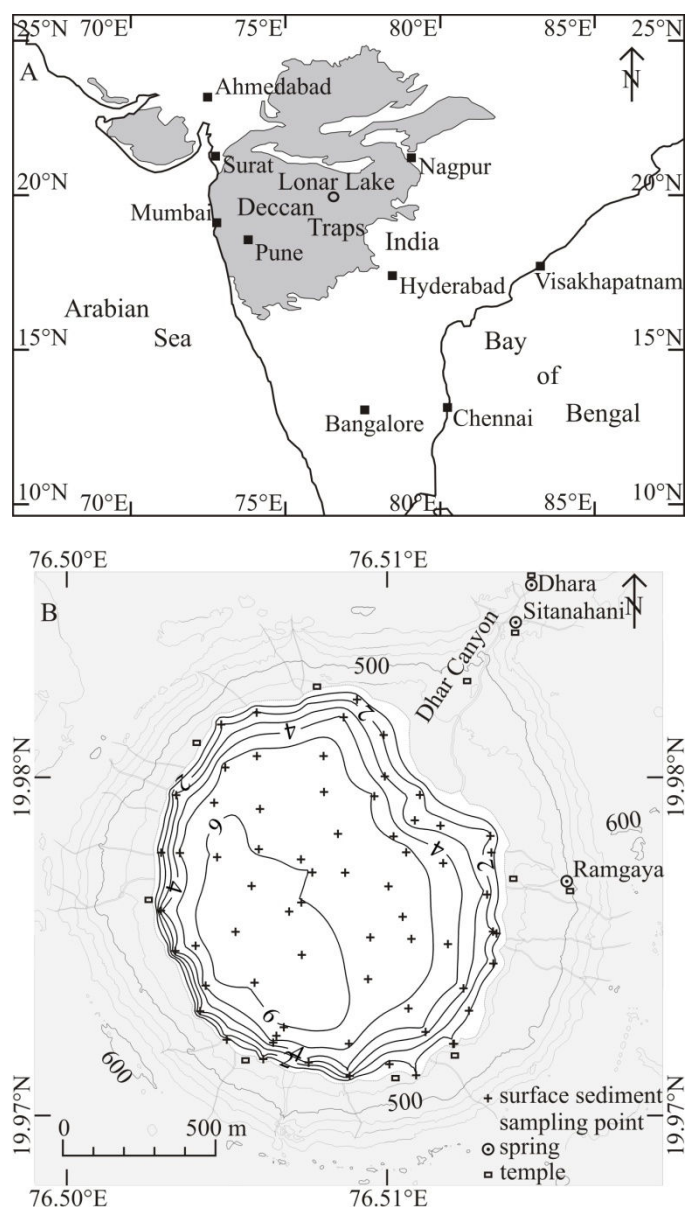 25°N 70°E 75°E 80°E 85°E 25°N
A
N
Ahmedabad
Surat
Nagpur
Lonar Lake
20°N
20°N
Mumbai
Deccan
Traps
India
Pune
Hyderabad
Visakhapatnam
Arabian
Sea
15°N
15°N
Bay
of
Bengal
Bangalore
Chennai
10°N 70°E 75°E 80°E 85°E 10°N
76.50°E 76.51°E
B
Dhara
Sitanahani
N
500
Dhar Canyon
2
4
19.98°N
19.98°N
2
6
4
2
600
4
Ramgaya
6
600
4
2
500
surface sediment
sampling point
spring
temple
19.97°N
19.97°N
0 500 m
76.50°E 76.51°E